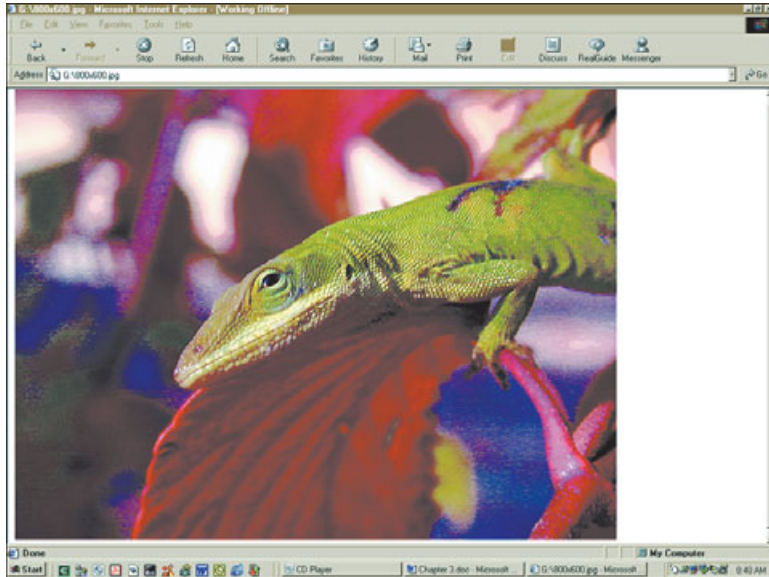 G:\800x600.jpg - Microsoft Internet Explorer - [Working Offline]
File Edit View Favorites Tools Help
Back Forward Stop Refresh Home Search Favorites History Mail Print Edit Discuss RealGuide Messenger
Address G:\800x600.jpg Go
Done My Computer
Start CD Player Chapter 3.doc - Microsoft ... G:\800x600.jpg - Micros... 9:40 AM